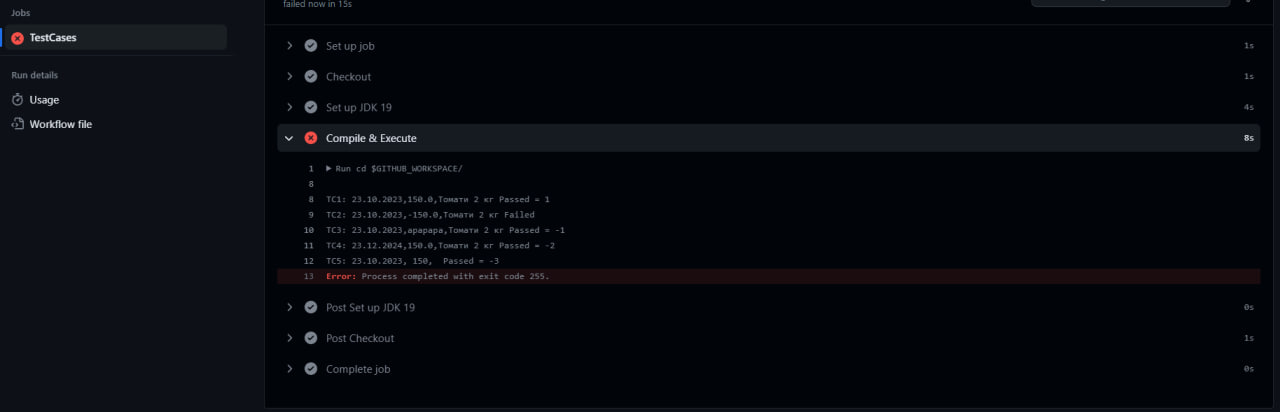 Jobs
TestCases
Run details
Usage
Workflow file
failed now in 15s
Set up job 1s
Checkout 1s
Set up JDK 19 4s
Compile & Execute 8s
1 Run cd $GITHUB_WORKSPACE/
8
8 TC1: 23.10.2023,150.0,Томати 2 кг Passed = 1
9 TC2: 23.10.2023,-150.0,Томати 2 кг Failed
10 TC3: 23.10.2023,apapapa,Томати 2 кг Passed = -1
11 TC4: 23.12.2024,150.0,Томати 2 кг Passed = -2
12 TC5: 23.10.2023, 150,  Passed = -3
13 Error: Process completed with exit code 255.
Post Set up JDK 19 0s
Post Checkout 1s
Complete job 0s